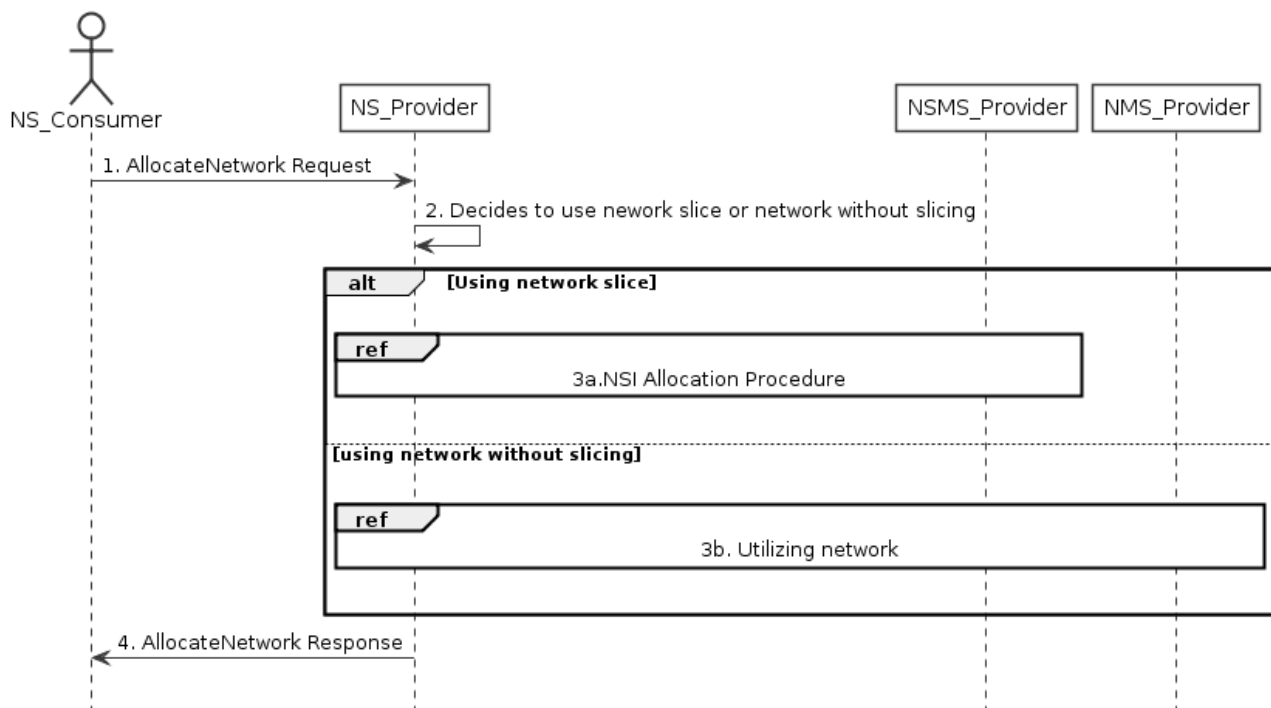 NS_Consumer
NS_Provider
NSMS_Provider
NMS_Provider
1. AllocateNetwork Request
2. Decides to use nework slice or network without slicing
alt
[Using network slice]
ref
3a.NSI Allocation Procedure
[using network without slicing]
ref
3b. Utilizing network
4. AllocateNetwork Response